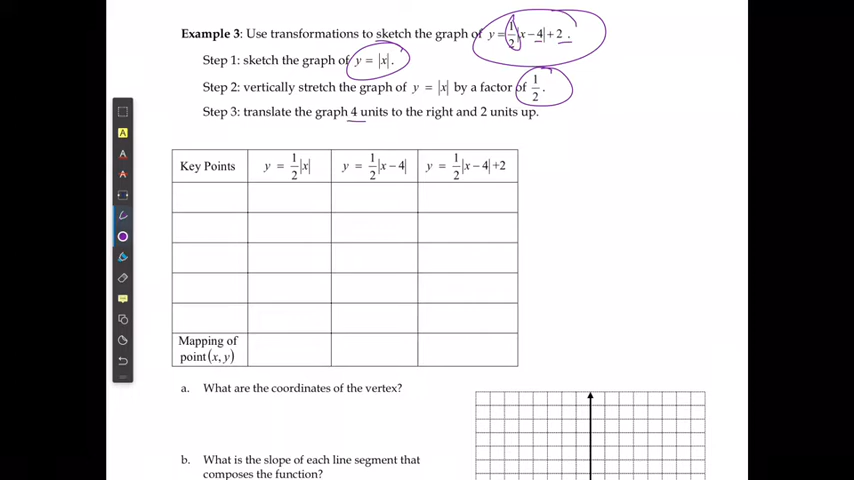 Example 3: Use transformations to sketch the graph of y = 1/2|x − 4| + 2 .
Step 1: sketch the graph of y = |x|.
Step 2: vertically stretch the graph of y = |x| by a factor of 1/2.
Step 3: translate the graph 4 units to the right and 2 units up.
Key Points y = 1/2|x| y = 1/2|x − 4| y = 1/2|x − 4|+2
Mapping of
point(x, y)
a. What are the coordinates of the vertex?
b. What is the slope of each line segment that
composes the function?